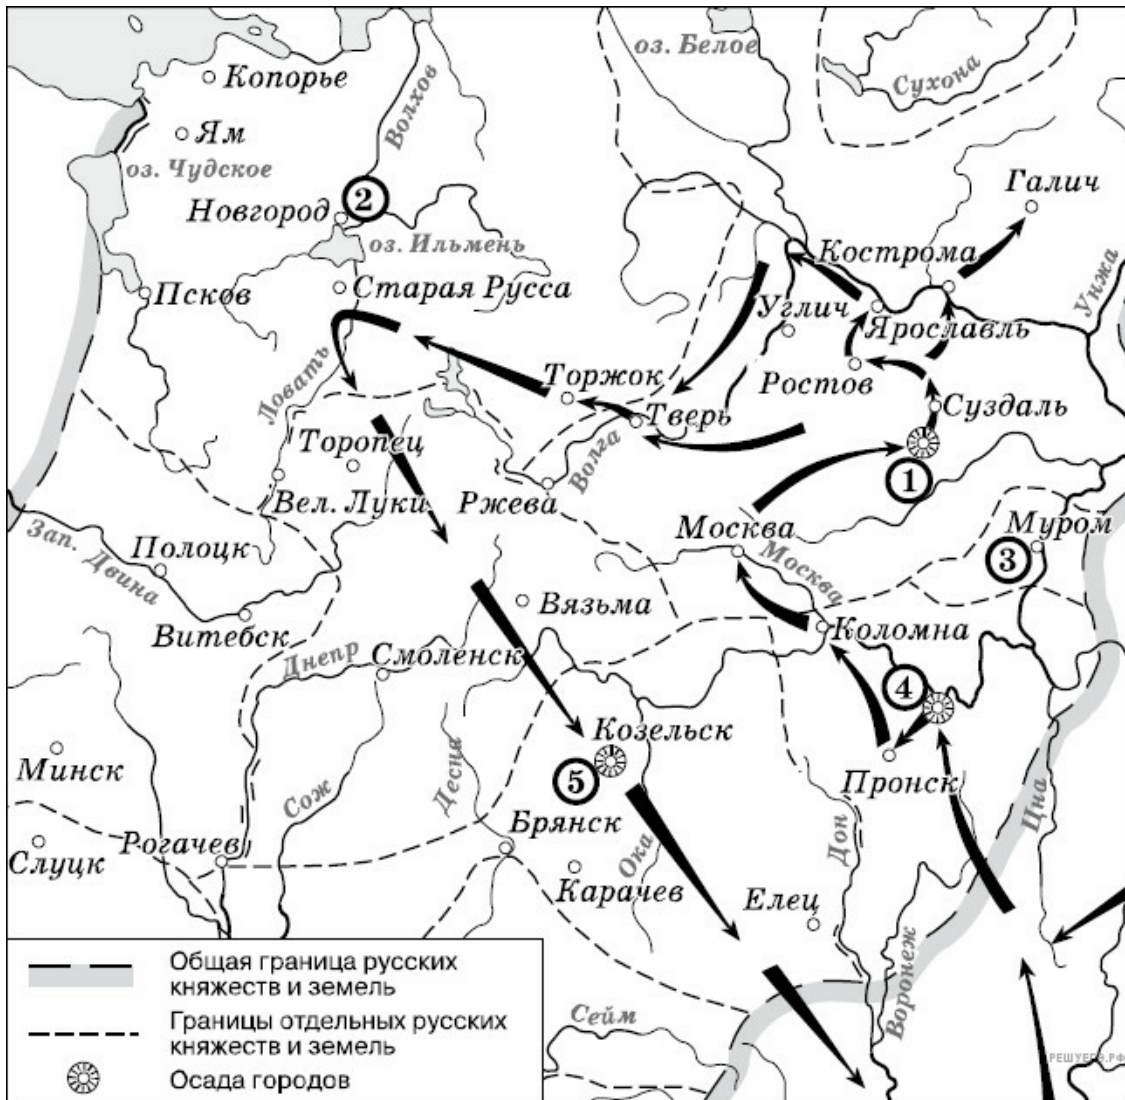 оз. Белое
Сухона
Копорье
Волхов
Ям
оз. Чудское
Галич
2
Новгород
оз. Ильмень
Кострома
Унжа
Псков
Старая Русса
Углич
Ярославль
Ловать
Торжок
Ростов
Суздаль
Тверь
Торопец
Волга
1
Вел. Луки
Ржева
Зап. Двина
Полоцк
Москва
Москва
Муром
3
Вязьма
Витебск
Коломна
Днепр
Смоленск
4
Козельск
Минск
Десна
5
Пронск
Сож
Цна
Брянск
Дон
Слуцк
Рогачев
Ока
Карачев
Елец
Воронеж
Общая граница русских
княжеств и земель
Границы отдельных русских
княжеств и земель
Осада городов
Сейм
РЕШУЕГЭ.РФ